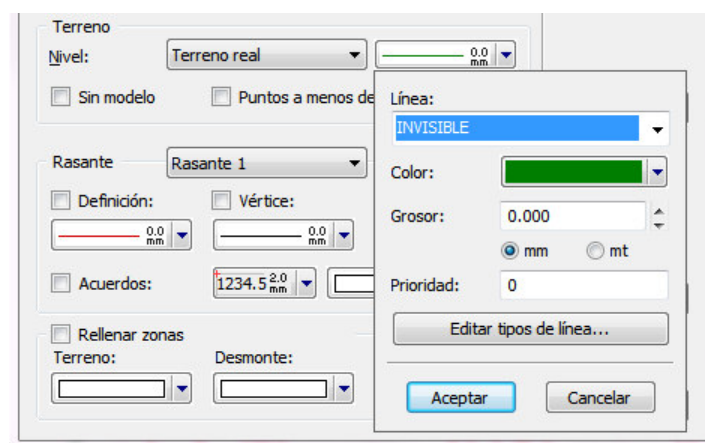 Terreno
Nivel: Terreno real 0.0 mm
Sin modelo Puntos a menos de
Línea:
INVISIBLE
Rasante Rasante 1
Color:
Definición: Vértice:
Grosor: 0.000
0.0 mm 0.0 mm
mm mt
Acuerdos: 1234.5 2.0 mm
Prioridad: 0
Rellenar zonas
Editar tipos de línea...
Terreno: Desmonte:
Aceptar Cancelar